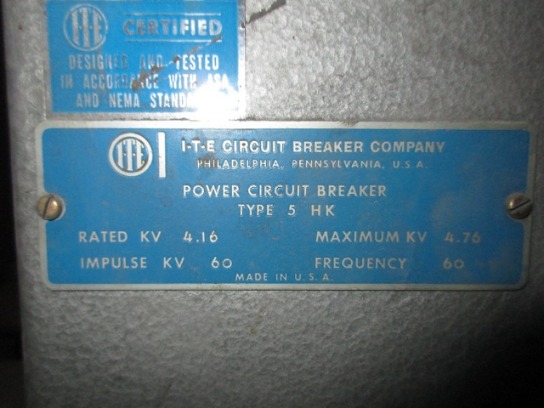 ITE CERTIFIED
DESIGNED AND TESTED
IN ACCORDANCE WITH ASA
AND NEMA STANDARDS
ITE
I-T-E CIRCUIT BREAKER COMPANY
PHILADELPHIA, PENNSYLVANIA, U.S.A.
POWER CIRCUIT BREAKER
TYPE 5 HK
RATED KV 4.16 MAXIMUM KV 4.76
IMPULSE KV 60 FREQUENCY 60
MADE IN U.S.A.